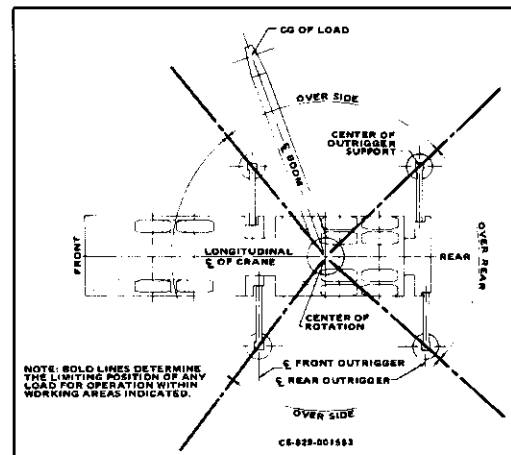 CG OF LOAD
OVER SIDE
CENTER OF
OUTRIGGER
SUPPORT
℄ BOOM
FRONT
LONGITUDINAL
℄ OF CRANE
REAR
OVER REAR
CENTER OF
ROTATION
℄ FRONT OUTRIGGER
℄ REAR OUTRIGGER
NOTE: BOLD LINES DETERMINE
THE LIMITING POSITION OF ANY
LOAD FOR OPERATION WITHIN
WORKING AREAS INDICATED.
OVER SIDE